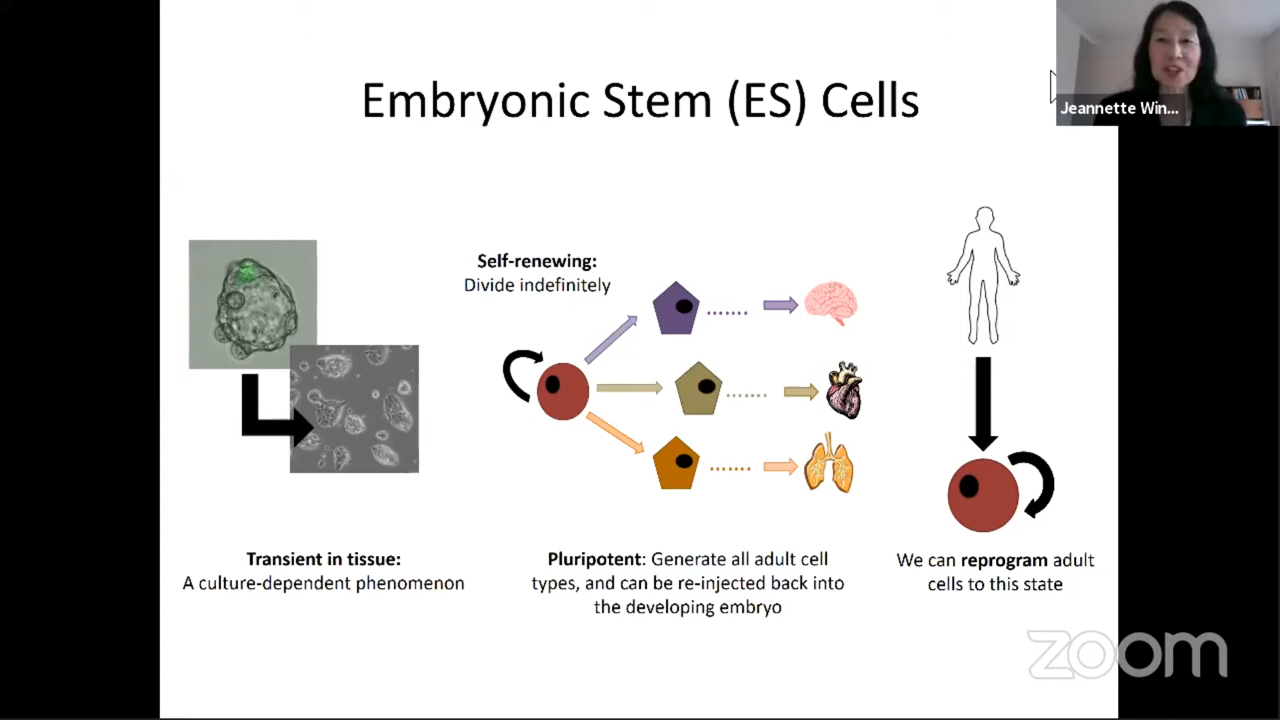 Embryonic Stem (ES) Cells
Jeannette Win...
Self-renewing:
Divide indefinitely
Transient in tissue:
A culture-dependent phenomenon
Pluripotent: Generate all adult cell
types, and can be re-injected back into
the developing embryo
We can reprogram adult
cells to this state
zoom